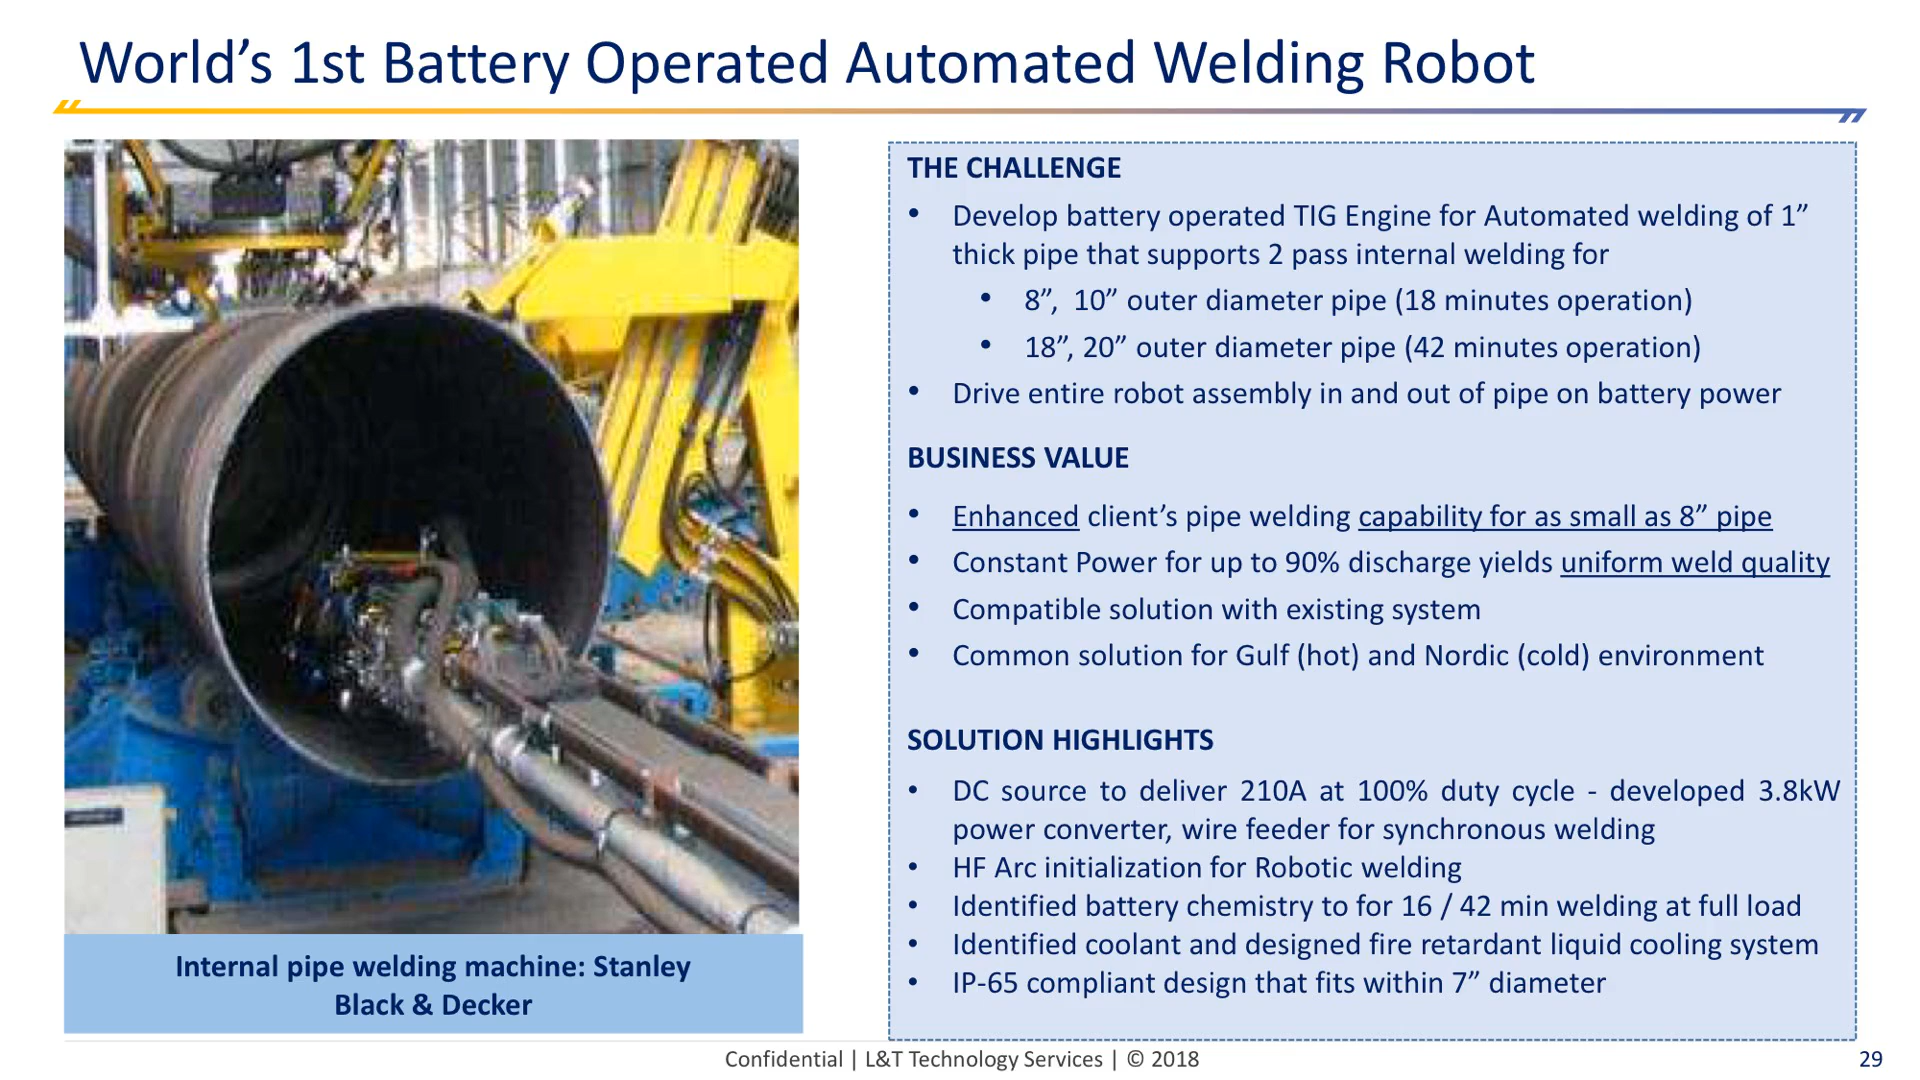 World’s 1st Battery Operated Automated Welding Robot
THE CHALLENGE
• Develop battery operated TIG Engine for Automated welding of 1”
thick pipe that supports 2 pass internal welding for
• 8”, 10” outer diameter pipe (18 minutes operation)
• 18”, 20” outer diameter pipe (42 minutes operation)
• Drive entire robot assembly in and out of pipe on battery power
BUSINESS VALUE
• Enhanced client’s pipe welding capability for as small as 8” pipe
• Constant Power for up to 90% discharge yields uniform weld quality
• Compatible solution with existing system
• Common solution for Gulf (hot) and Nordic (cold) environment
SOLUTION HIGHLIGHTS
• DC source to deliver 210A at 100% duty cycle - developed 3.8kW
power converter, wire feeder for synchronous welding
• HF Arc initialization for Robotic welding
• Identified battery chemistry to for 16 / 42 min welding at full load
• Identified coolant and designed fire retardant liquid cooling system
• IP-65 compliant design that fits within 7” diameter
Internal pipe welding machine: Stanley
Black & Decker
Confidential | L&T Technology Services | © 2018
29